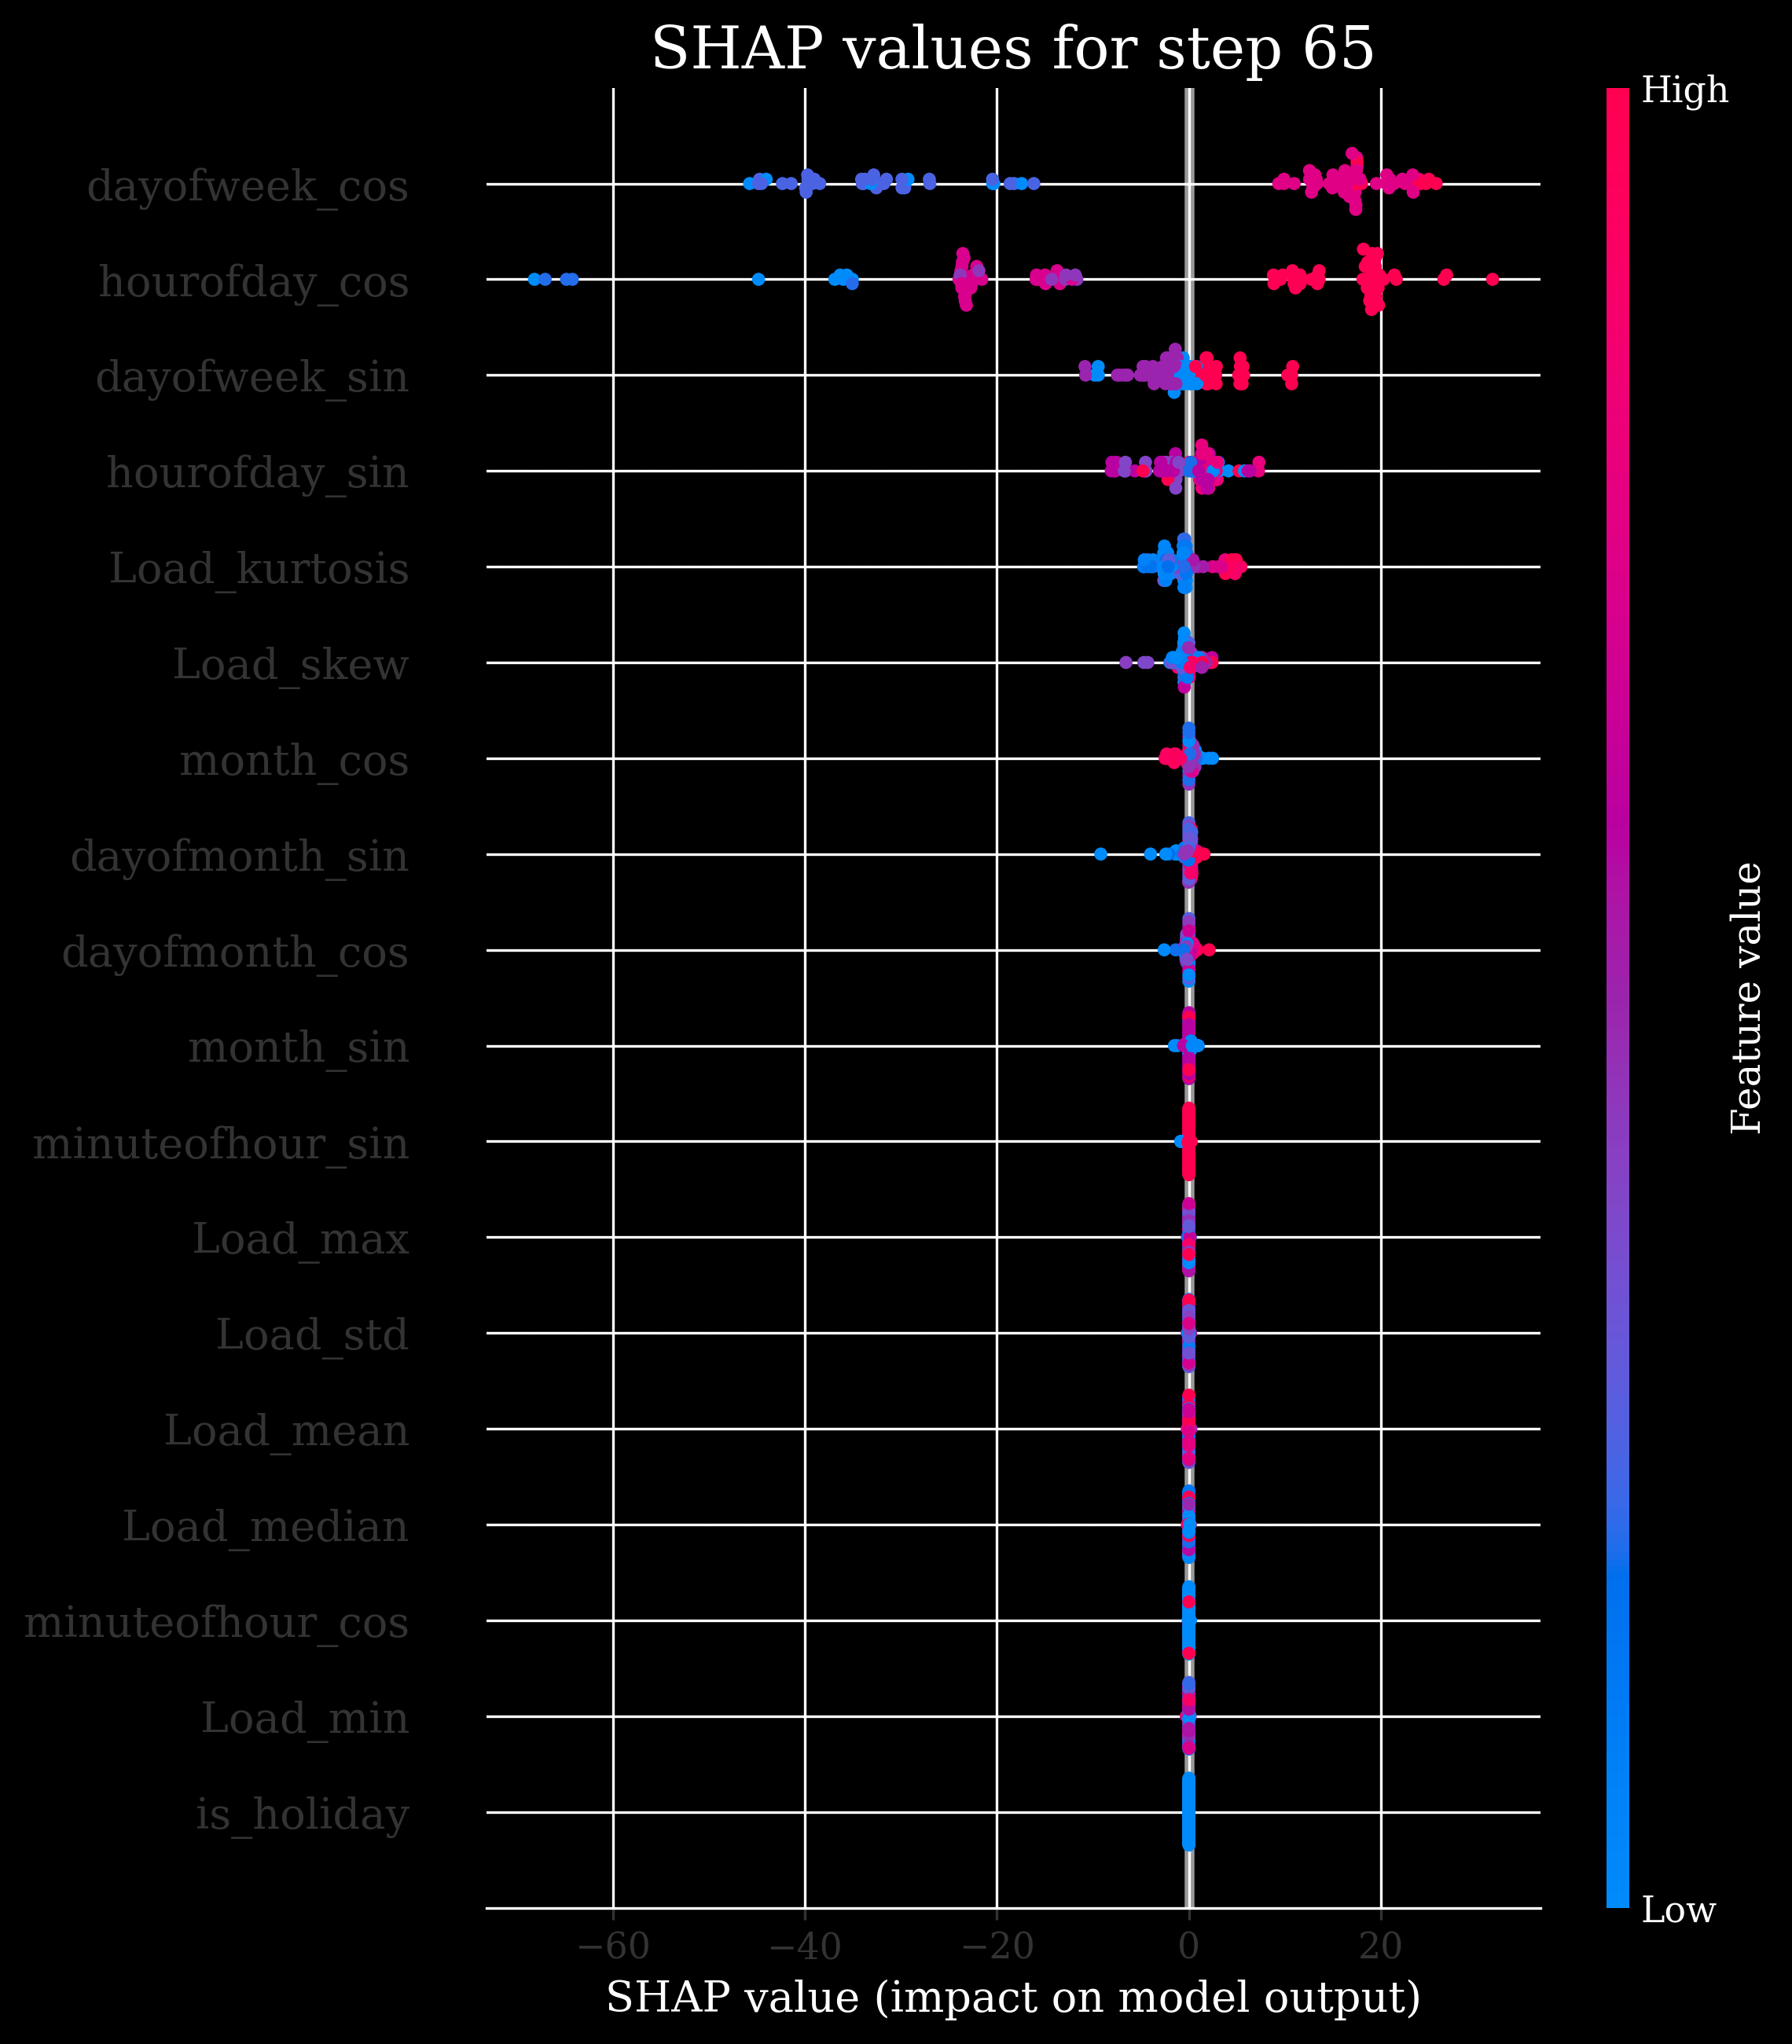 SHAP values for step 65
High
dayofweek_cos
hourofday_cos
dayofweek_sin
hourofday_sin
Load_kurtosis
Load_skew
month_cos
dayofmonth_sin
dayofmonth_cos
month_sin
minuteofhour_sin
Load_max
Load_std
Load_mean
Load_median
minuteofhour_cos
Load_min
is_holiday
Feature value
Low
−60 −40 −20 0 20
SHAP value (impact on model output)